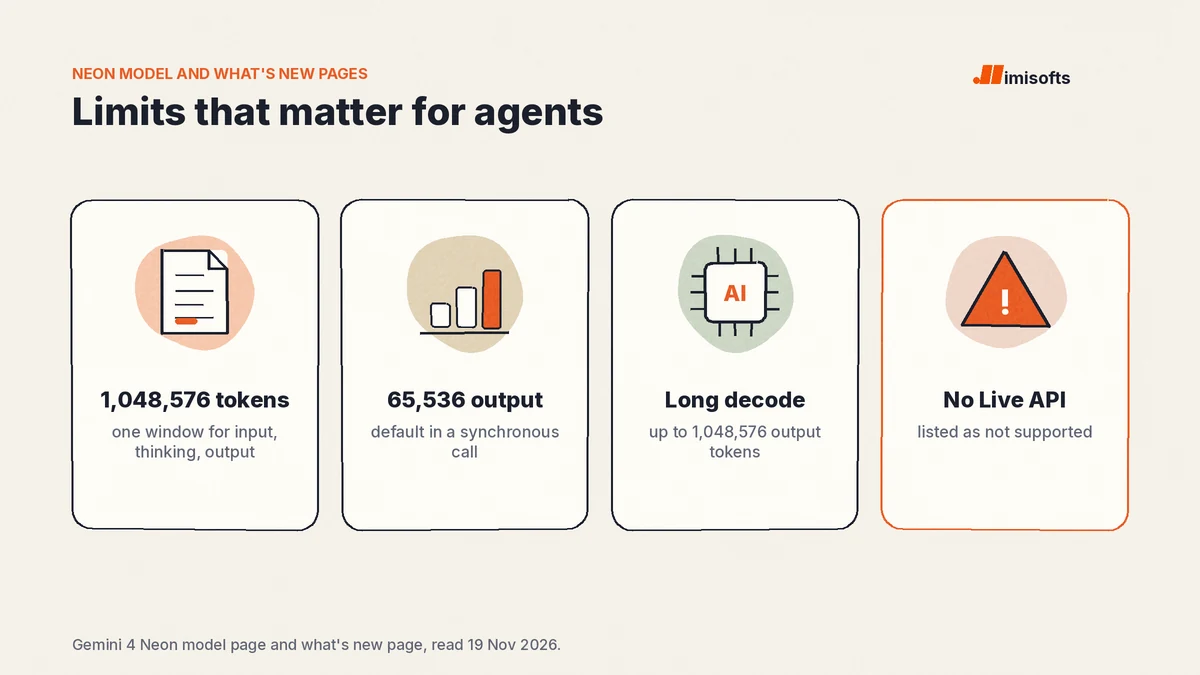 NEON MODEL AND WHAT'S NEW PAGES
imisofts
Limits that matter for agents
AI
!
1,048,576 tokens
one window for input,
thinking, output
65,536 output
default in a synchronous
call
Long decode
up to 1,048,576 output
tokens
No Live API
listed as not supported
Gemini 4 Neon model page and what's new page, read 19 Nov 2026.